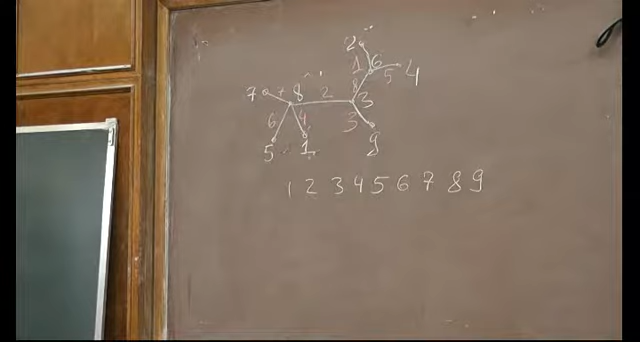 2
1 6
5 4
7 7 8 2 8 3
6 4 3
5 1 9
1 2 3 4 5 6 7 8 9